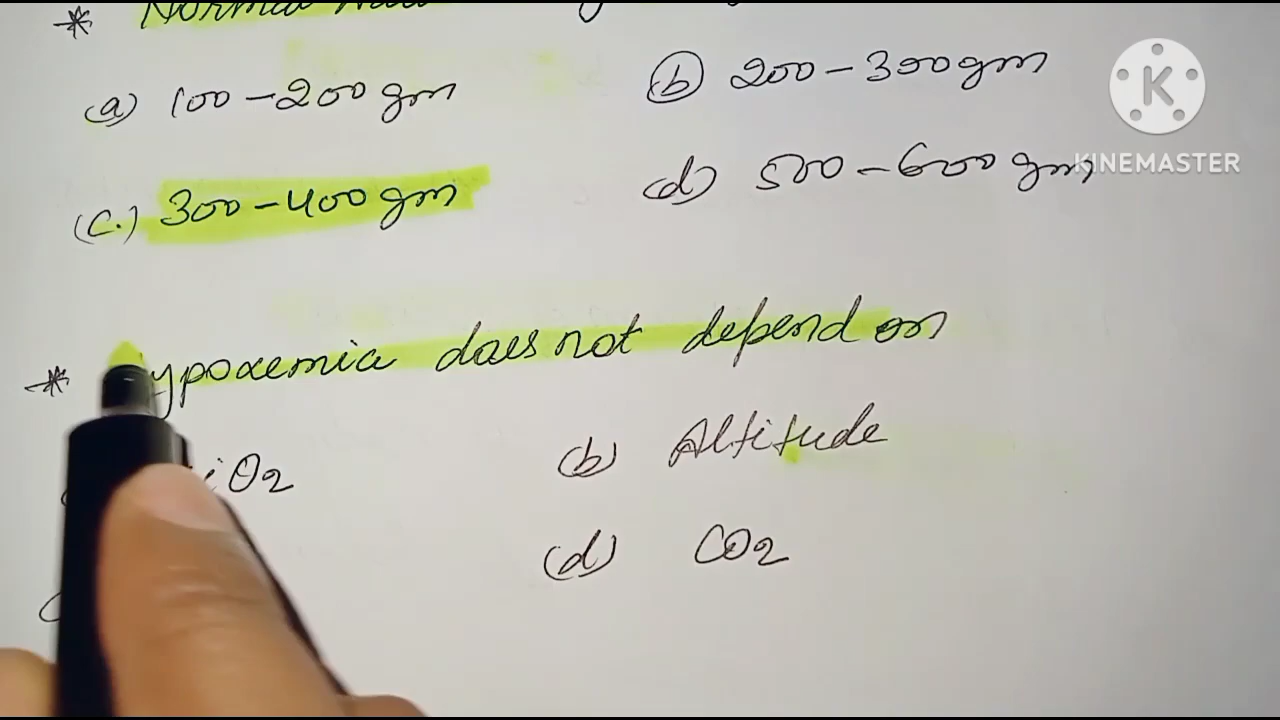 * Normal
(a) 100-200 gm (b) 200-300 gm
KINEMASTER
(c.) 300-400 gm (d) 500-600 gm
* ypoxemia does not depend on
iO2 (b) Altitude
(d) CO2